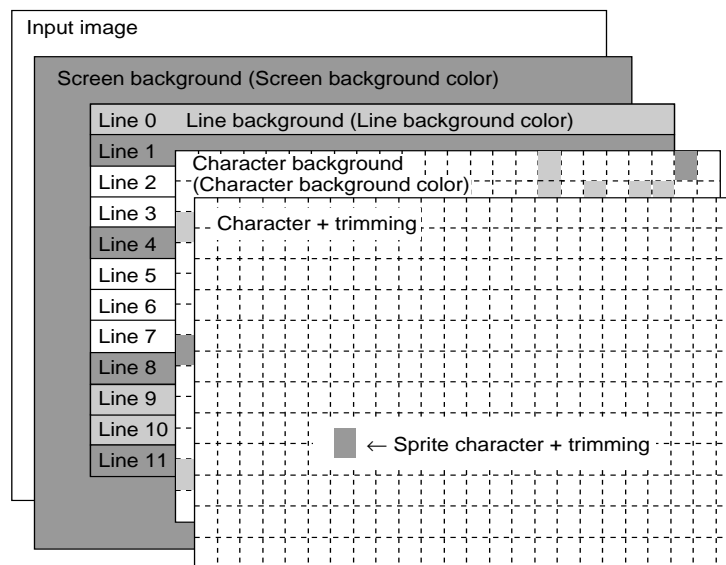 Input image
Screen background (Screen background color)
Line 0 Line background (Line background color)
Line 1
Character background
(Character background color)
Line 2
Line 3
Character + trimming
Line 4
Line 5
Line 6
Line 7
Line 8
Line 9
Line 10
← Sprite character + trimming
Line 11